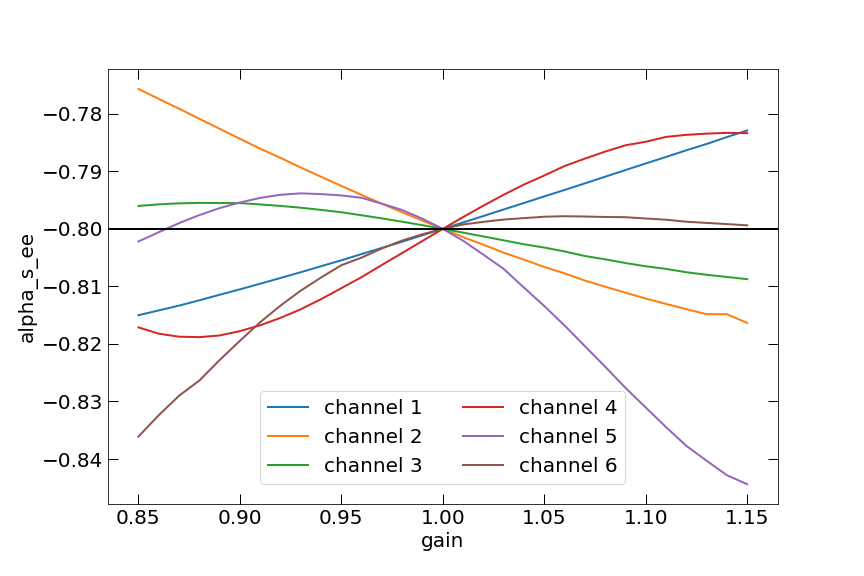 −0.78
−0.79
−0.80
−0.81
−0.82
−0.83
−0.84
alpha_s_ee
channel 1
channel 2
channel 3
channel 4
channel 5
channel 6
0.85 0.90 0.95 1.00 1.05 1.10 1.15
gain